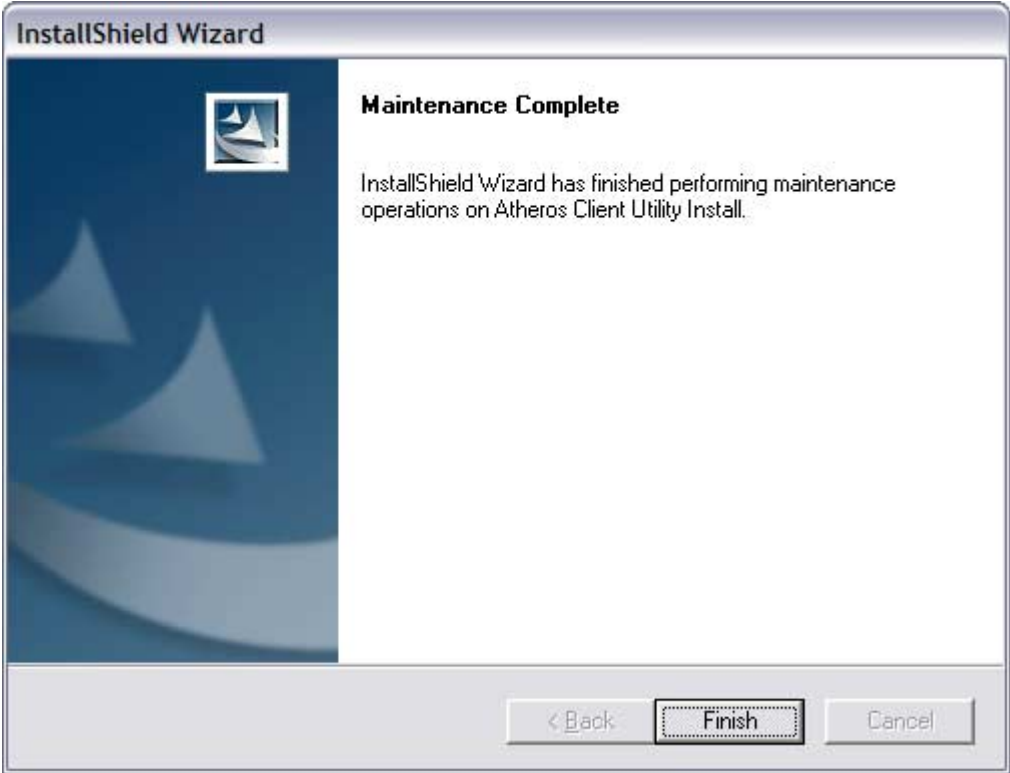 InstallShield Wizard
Maintenance Complete
InstallShield Wizard has finished performing maintenance
operations on Atheros Client Utility Install.
< Back
Finish
Cancel